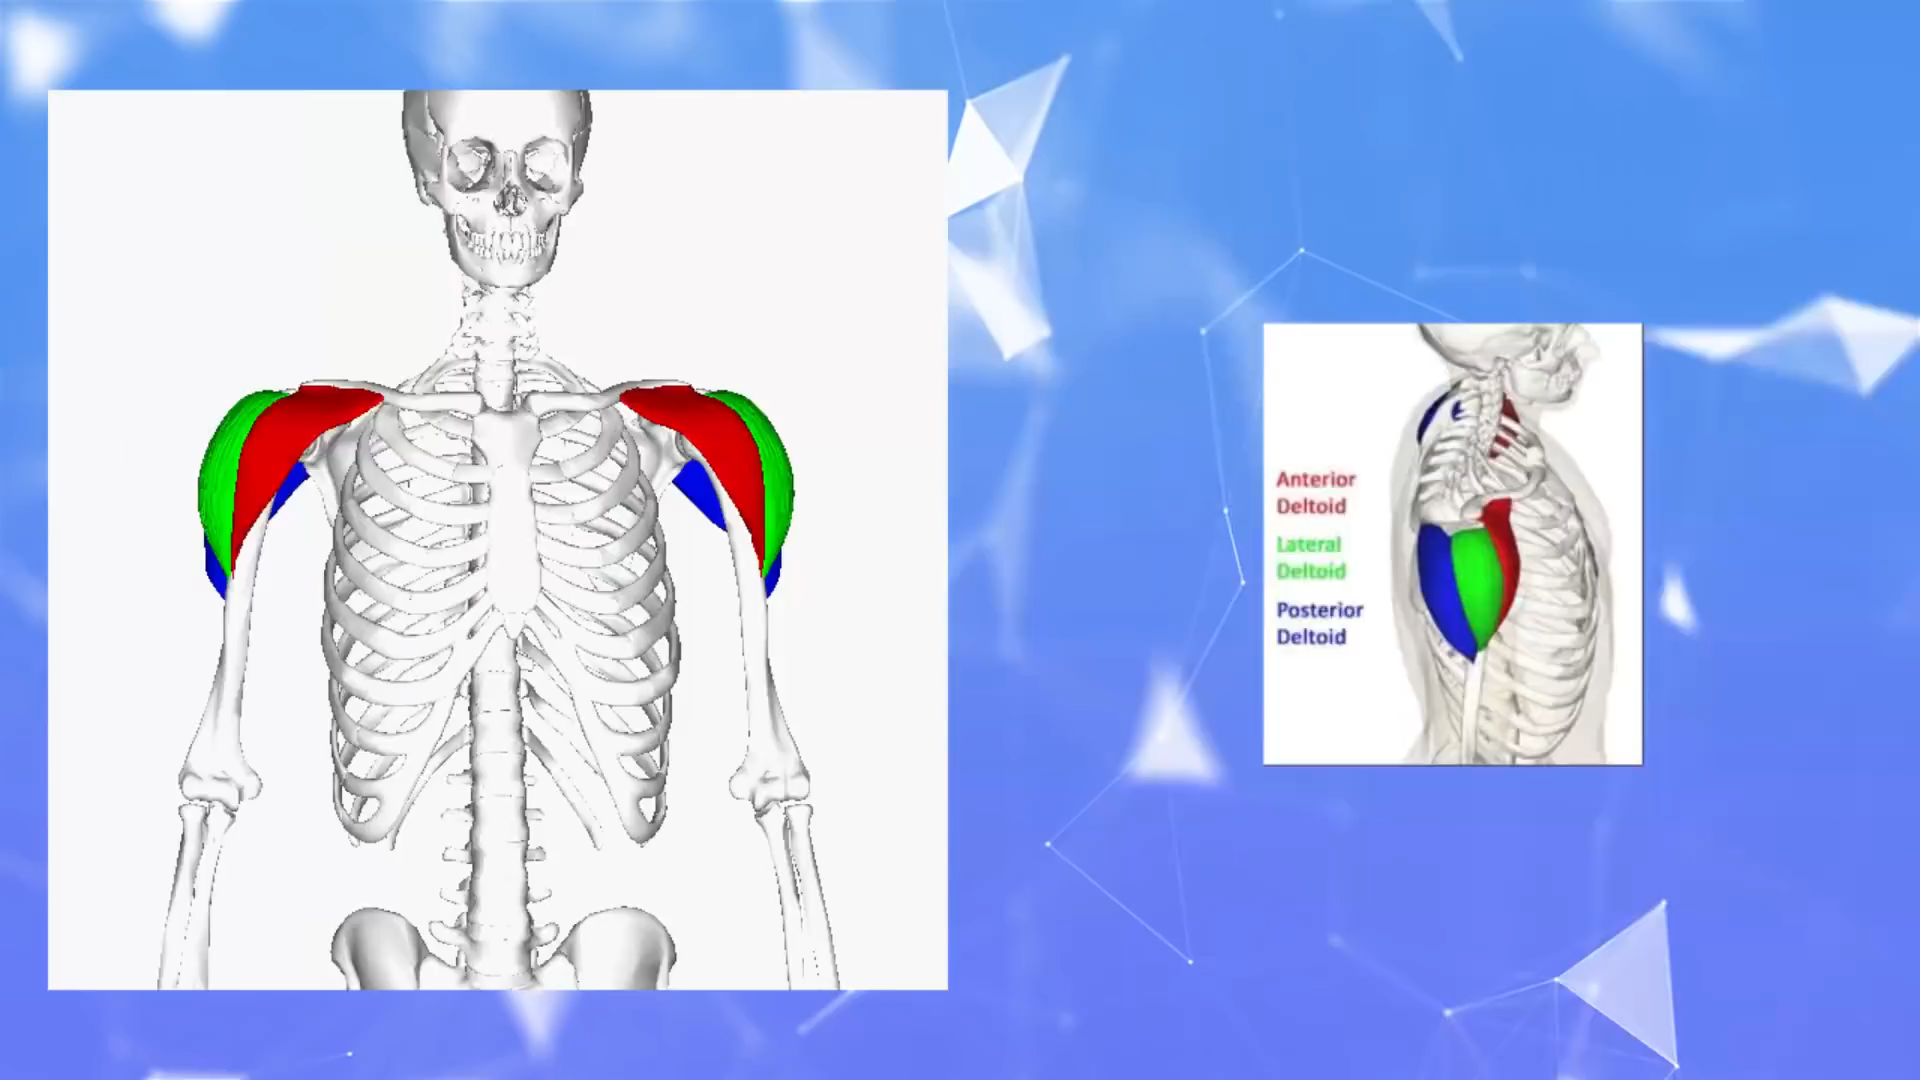 Anterior
Deltoid
Lateral
Deltoid
Posterior
Deltoid